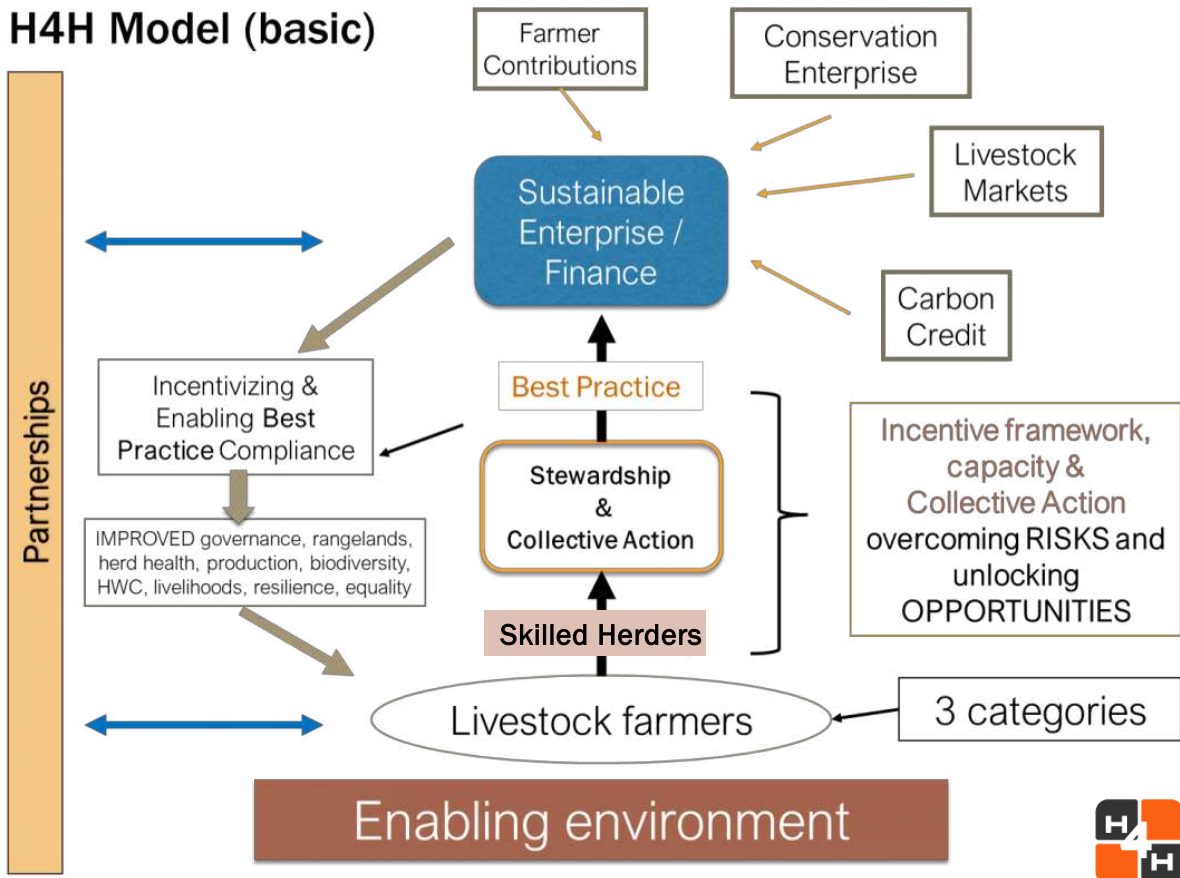 H4H Model (basic)
Farmer
Contributions
Conservation
Enterprise
Livestock
Markets
Carbon
Credit
Sustainable
Enterprise /
Finance
Partnerships
Incentivizing &
Enabling Best
Practice Compliance
Best Practice
Stewardship
&
Collective Action
Incentive framework,
capacity &
Collective Action
overcoming RISKS and
unlocking
OPPORTUNITIES
IMPROVED governance, rangelands,
herd health, production, biodiversity,
HWC, livelihoods, resilience, equality
Skilled Herders
Livestock farmers
3 categories
Enabling environment
H4H